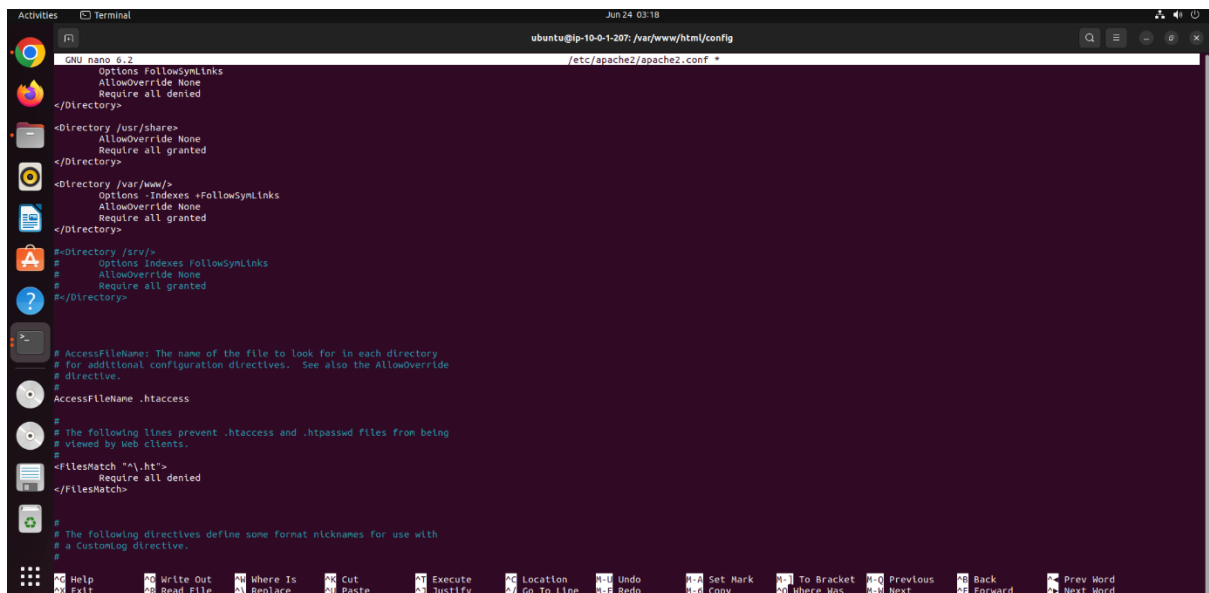 Activities Terminal Jun 24 03:18
ubuntu@ip-10-0-1-207: /var/www/html/config
GNU nano 6.2 /etc/apache2/apache2.conf *
Options FollowSymLinks
AllowOverride None
Require all denied
</Directory>
<Directory /usr/share>
AllowOverride None
Require all granted
</Directory>
<Directory /var/www/>
Options -Indexes +FollowSymLinks
AllowOverride None
Require all granted
</Directory>
#<Directory /srv/>
# Options Indexes FollowSymLinks
# AllowOverride None
# Require all granted
#</Directory>
# AccessFileName: The name of the file to look for in each directory
# for additional configuration directives. See also the AllowOverride
# directive.
#
AccessFileName .htaccess
#
# The following lines prevent .htaccess and .htpasswd files from being
# viewed by Web clients.
#
<FilesMatch "^\.ht">
Require all denied
</FilesMatch>
#
# The following directives define some format nicknames for use with
# a CustomLog directive.
#
^G Help ^O Write Out ^W Where Is ^K Cut ^T Execute ^C Location M-U Undo M-A Set Mark M-] To Bracket M-Q Previous ^B Back ^◂ Prev Word
^X Exit ^R Read File ^\ Replace ^U Paste ^J Justify ^/ Go To Line M-E Redo M-6 Copy ^Q Where Was M-W Next ^F Forward ^▸ Next Word